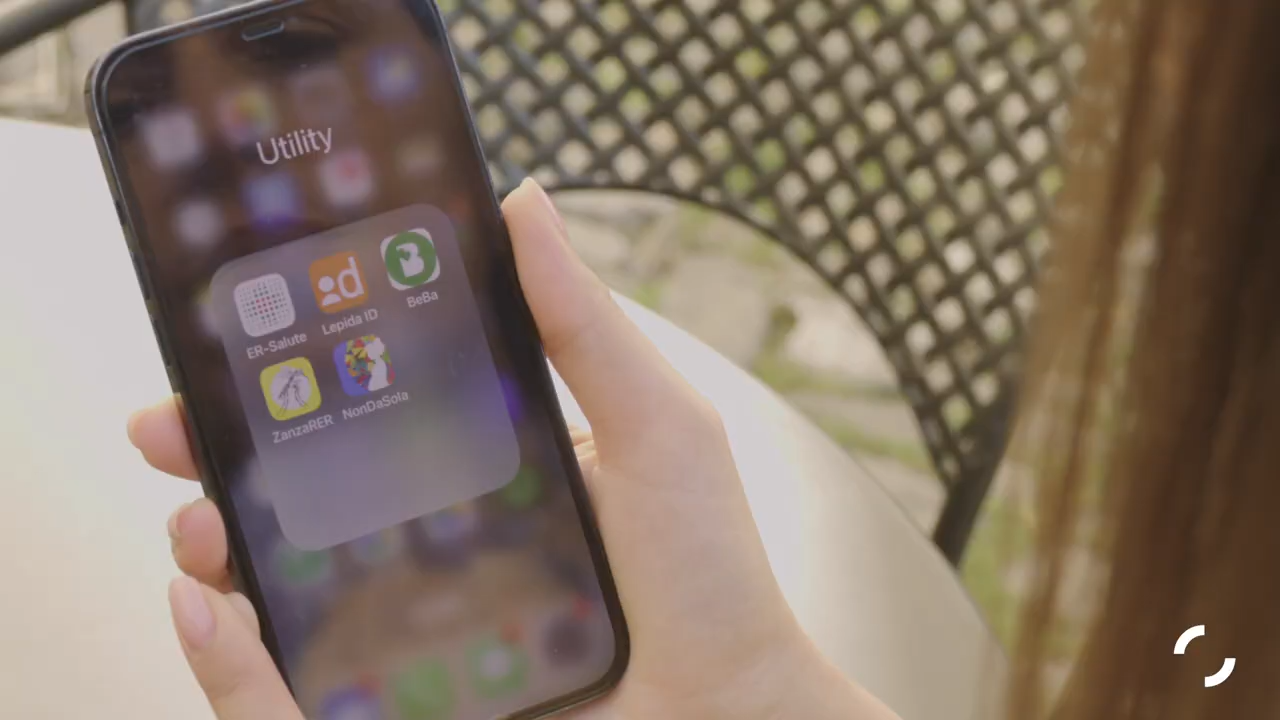 Utility
ER-Salute
Lepida ID
BeBa
ZanzaRER
NonDaSola